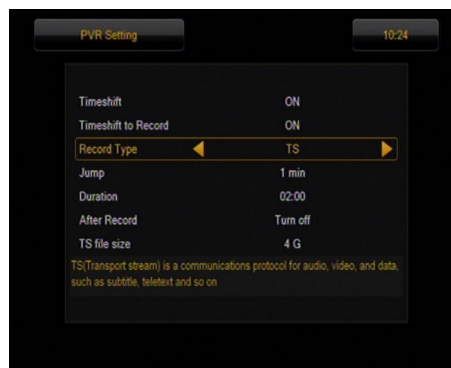 PVR Setting
10:24
Timeshift ON
Timeshift to Record ON
Record Type TS
Jump 1 min
Duration 02:00
After Record Turn off
TS file size 4 G
TS(Transport stream) is a communications protocol for audio, video, and data,
such as subtitle, teletext and so on